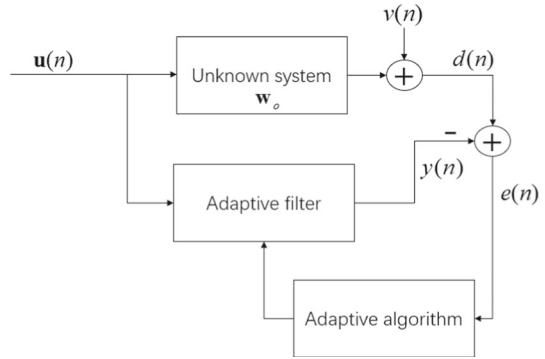 v(n)
u(n)
Unknown system
w_o
+
d(n)
−
+
y(n)
Adaptive filter
e(n)
Adaptive algorithm